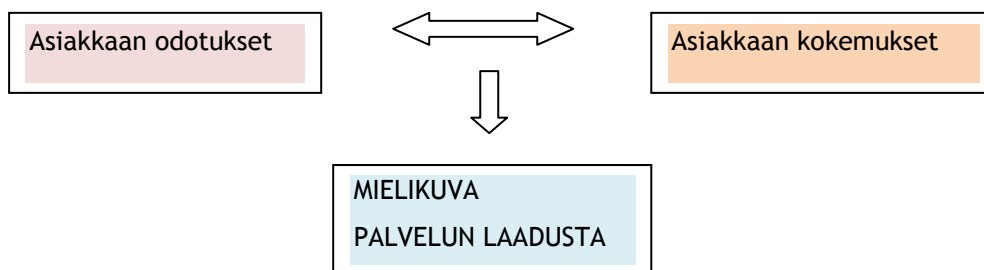 Asiakkaan odotukset
Asiakkaan kokemukset
MIELIKUVA
PALVELUN LAADUSTA